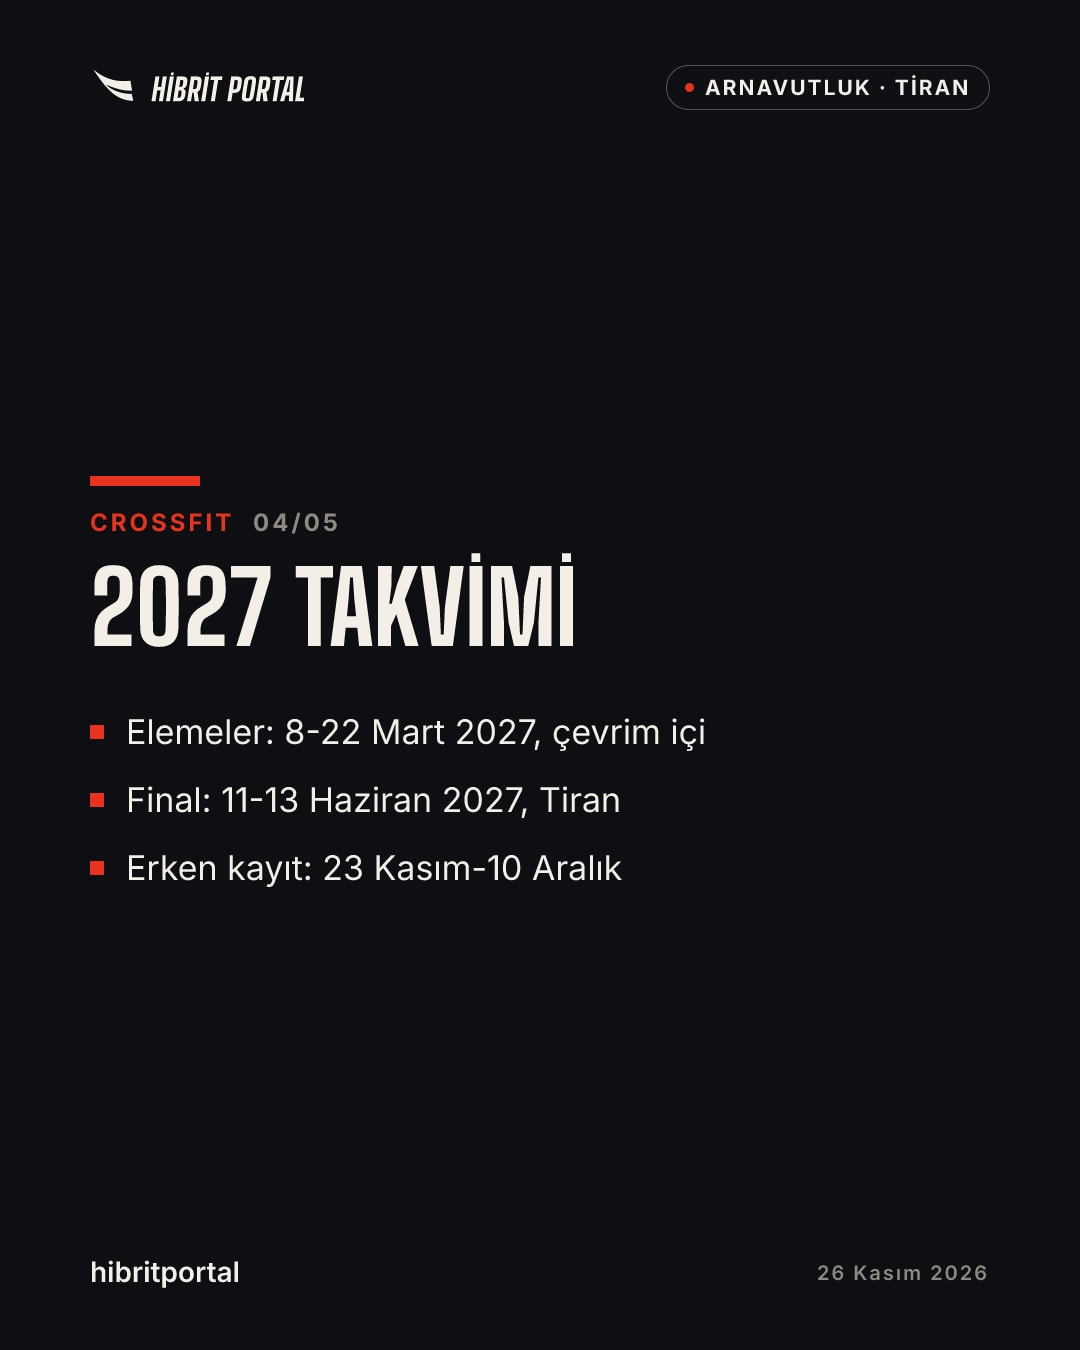 HİBRİT PORTAL
ARNAVUTLUK · TİRAN
CROSSFIT 04/05
2027 TAKVİMİ
Elemeler: 8-22 Mart 2027, çevrim içi
Final: 11-13 Haziran 2027, Tiran
Erken kayıt: 23 Kasım-10 Aralık
hibritportal
26 Kasım 2026